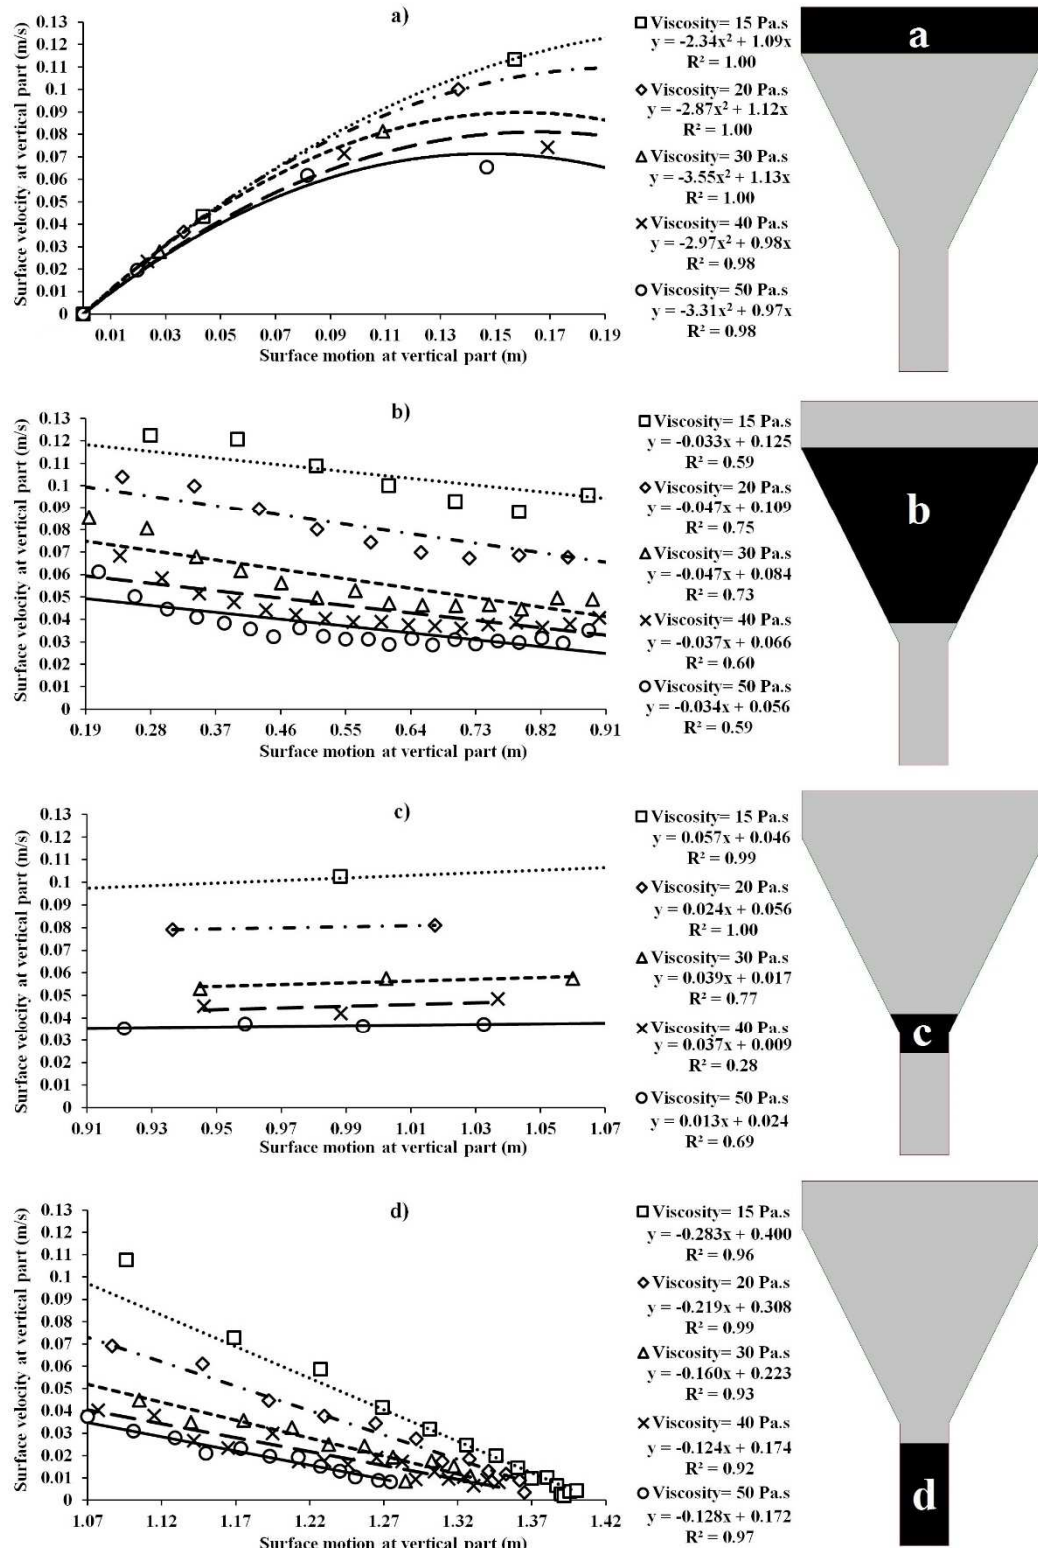 a)
Surface velocity at vertical part (m/s)
0.13
0.12
0.11
0.1
0.09
0.08
0.07
0.06
0.05
0.04
0.03
0.02
0.01
0
0.01 0.03 0.05 0.07 0.09 0.11 0.13 0.15 0.17 0.19
Surface motion at vertical part (m)
Viscosity= 15 Pa.s
y = -2.34x² + 1.09x
R² = 1.00
Viscosity= 20 Pa.s
y = -2.87x² + 1.12x
R² = 1.00
Viscosity= 30 Pa.s
y = -3.55x² + 1.13x
R² = 1.00
Viscosity= 40 Pa.s
y = -2.97x² + 0.98x
R² = 0.98
Viscosity= 50 Pa.s
y = -3.31x² + 0.97x
R² = 0.98
a
b)
Surface velocity at vertical part (m/s)
0.13
0.12
0.11
0.1
0.09
0.08
0.07
0.06
0.05
0.04
0.03
0.02
0.01
0
0.19 0.28 0.37 0.46 0.55 0.64 0.73 0.82 0.91
Surface motion at vertical part (m)
Viscosity= 15 Pa.s
y = -0.033x + 0.125
R² = 0.59
Viscosity= 20 Pa.s
y = -0.047x + 0.109
R² = 0.75
Viscosity= 30 Pa.s
y = -0.047x + 0.084
R² = 0.73
Viscosity= 40 Pa.s
y = -0.037x + 0.066
R² = 0.60
Viscosity= 50 Pa.s
y = -0.034x + 0.056
R² = 0.59
b
c)
Surface velocity at vertical part (m/s)
0.13
0.12
0.11
0.1
0.09
0.08
0.07
0.06
0.05
0.04
0.03
0.02
0.01
0
0.91 0.93 0.95 0.97 0.99 1.01 1.03 1.05 1.07
Surface motion at vertical part (m)
Viscosity= 15 Pa.s
y = 0.057x + 0.046
R² = 0.99
Viscosity= 20 Pa.s
y = 0.024x + 0.056
R² = 1.00
Viscosity= 30 Pa.s
y = 0.039x + 0.017
R² = 0.77
Viscosity= 40 Pa.s
y = 0.037x + 0.009
R² = 0.28
Viscosity= 50 Pa.s
y = 0.013x + 0.024
R² = 0.69
c
d)
Surface velocity at vertical part (m/s)
0.13
0.12
0.11
0.1
0.09
0.08
0.07
0.06
0.05
0.04
0.03
0.02
0.01
0
1.07 1.12 1.17 1.22 1.27 1.32 1.37 1.42
Surface motion at vertical part (m)
Viscosity= 15 Pa.s
y = -0.283x + 0.400
R² = 0.96
Viscosity= 20 Pa.s
y = -0.219x + 0.308
R² = 0.99
Viscosity= 30 Pa.s
y = -0.160x + 0.223
R² = 0.93
Viscosity= 40 Pa.s
y = -0.124x + 0.174
R² = 0.92
Viscosity= 50 Pa.s
y = -0.128x + 0.172
R² = 0.97
d